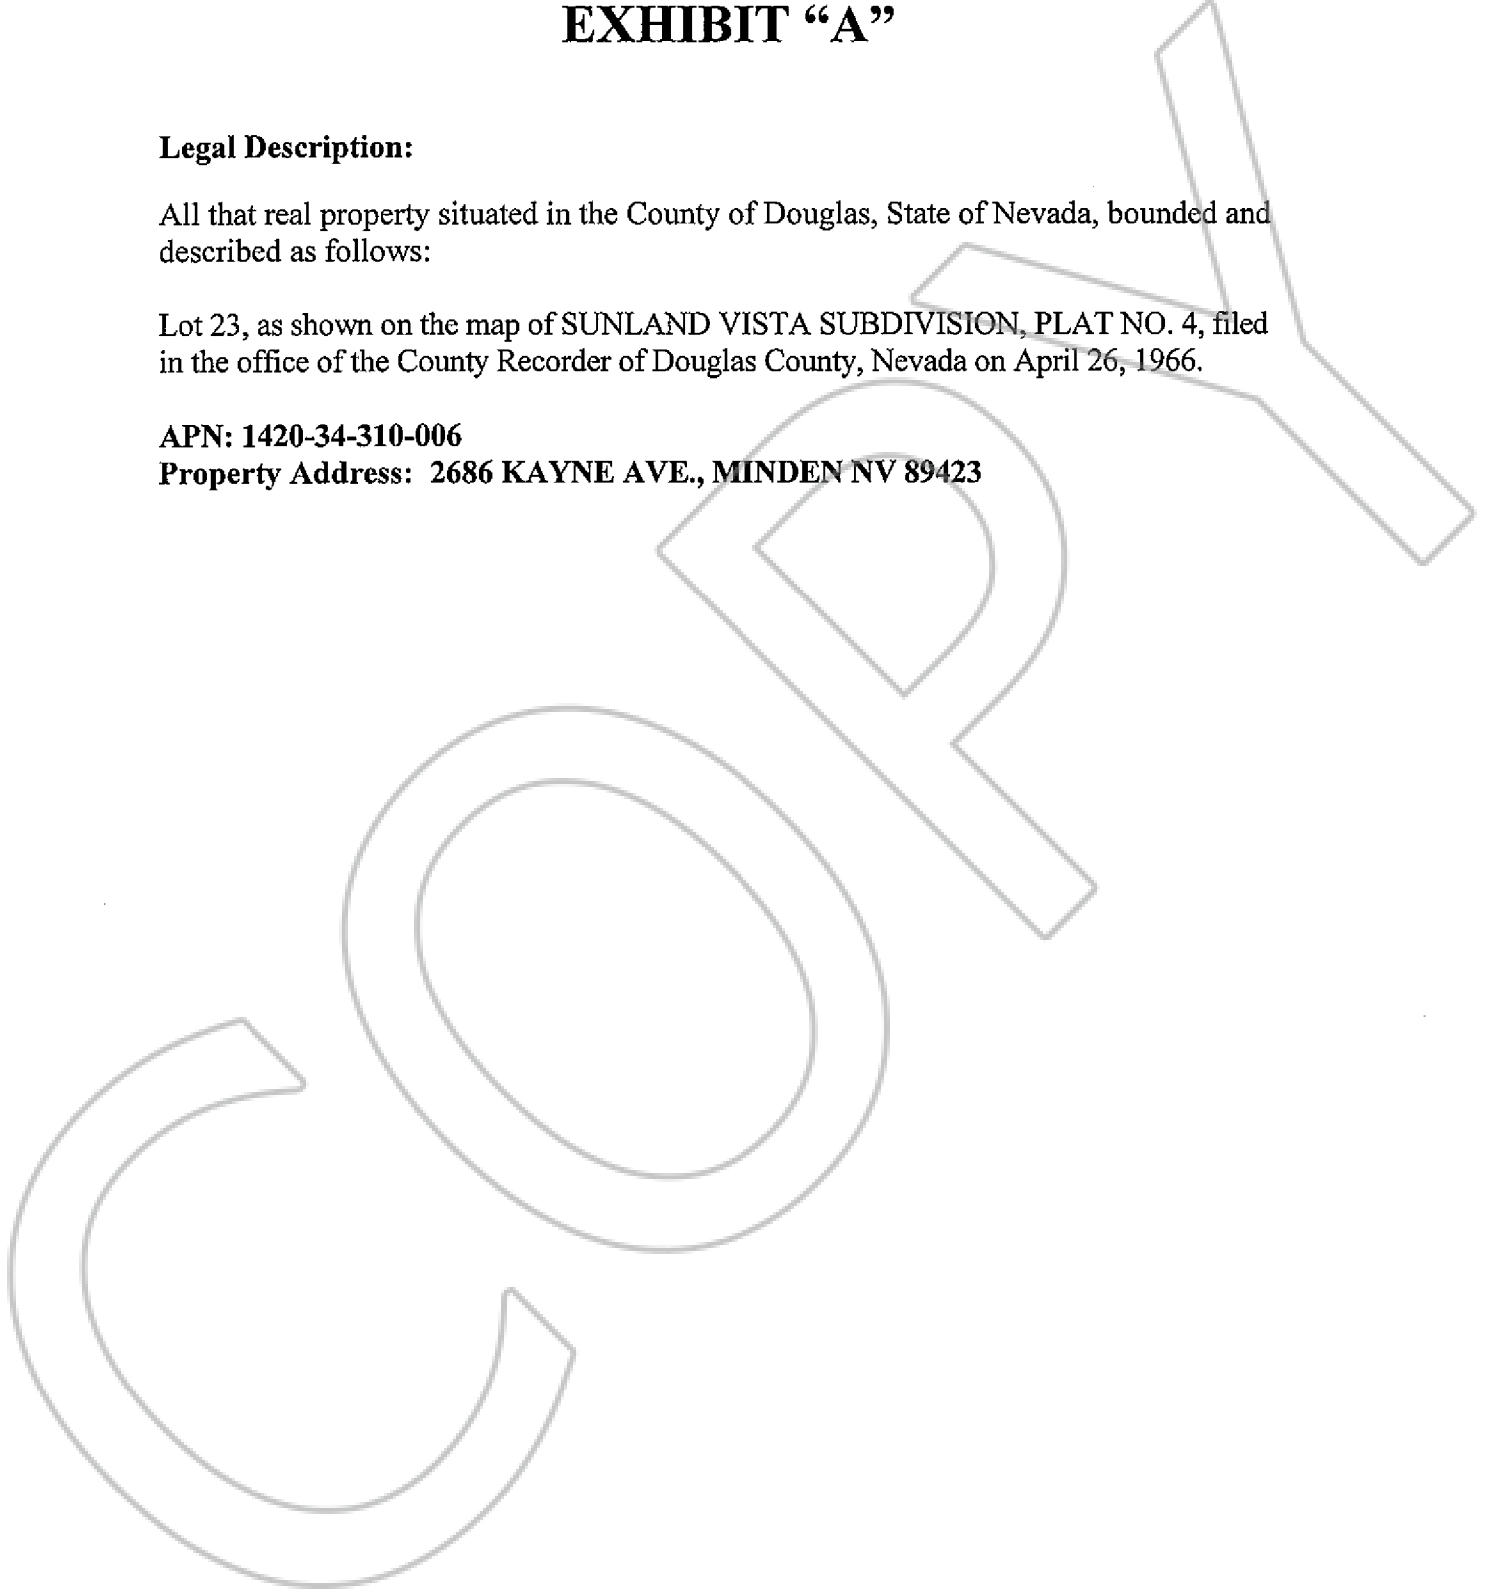 EXHIBIT “A”
Legal Description:
All that real property situated in the County of Douglas, State of Nevada, bounded and
described as follows:
Lot 23, as shown on the map of SUNLAND VISTA SUBDIVISION, PLAT NO. 4, filed
in the office of the County Recorder of Douglas County, Nevada on April 26, 1966.
APN: 1420-34-310-006
Property Address: 2686 KAYNE AVE., MINDEN NV 89423
COPY